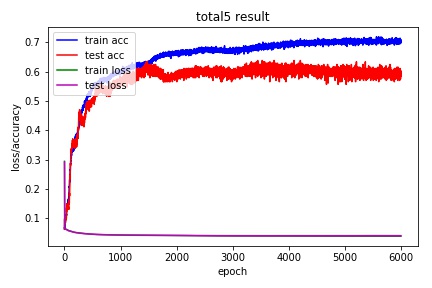 total5 result
train acc
test acc
train loss
test loss
loss/accuracy
0.7
0.6
0.5
0.4
0.3
0.2
0.1
0 1000 2000 3000 4000 5000 6000
epoch